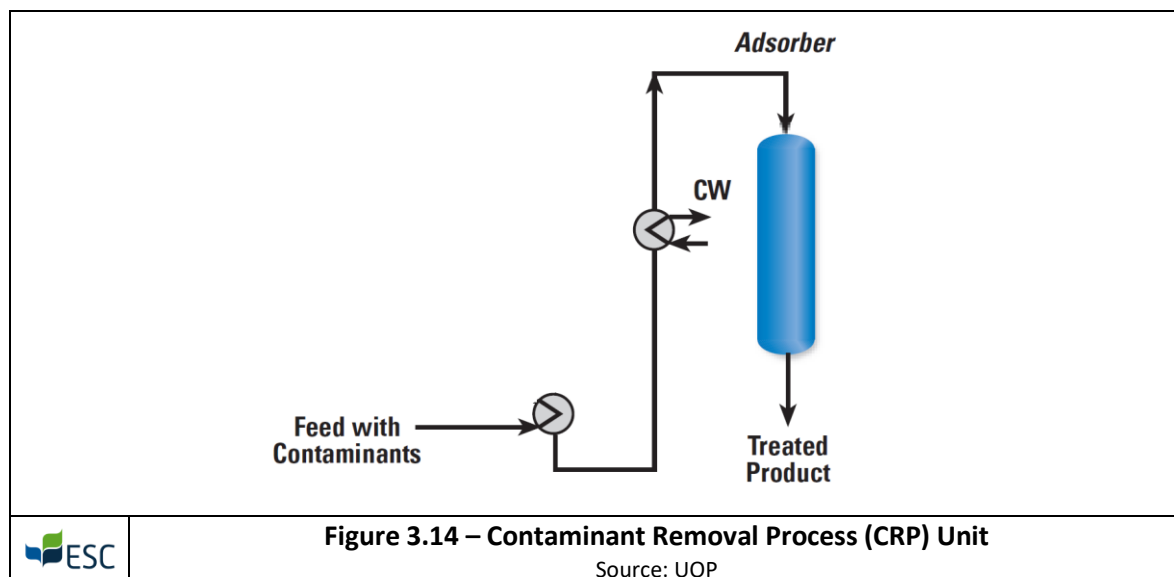 Adsorber
CW
Feed with
Contaminants
Treated
Product
ESC
Figure 3.14 – Contaminant Removal Process (CRP) Unit
Source: UOP